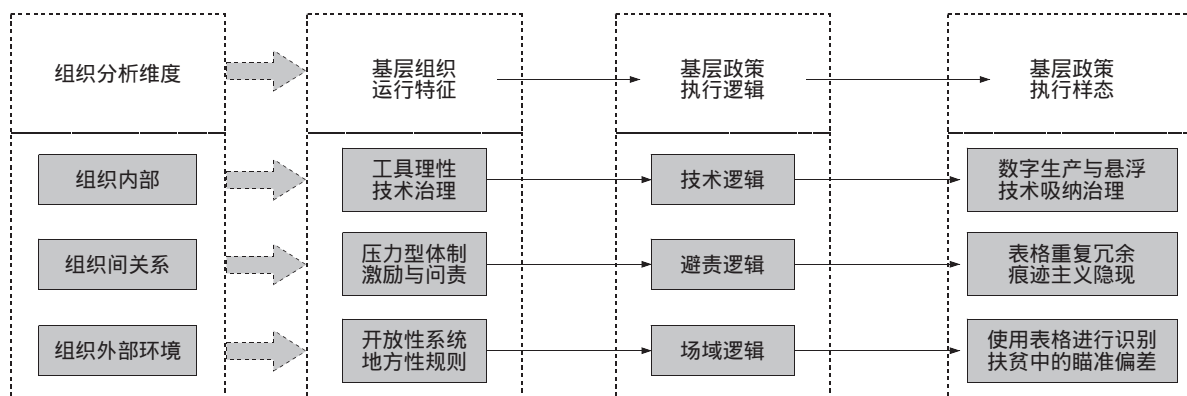 组织分析维度
基层组织
运行特征
基层政策
执行逻辑
基层政策
执行样态
组织内部
工具理性
技术治理
技术逻辑
数字生产与悬浮
技术吸纳治理
组织间关系
压力型体制
激励与问责
避责逻辑
表格重复冗余
痕迹主义隐现
组织外部环境
开放性系统
地方性规则
场域逻辑
使用表格进行识别
扶贫中的瞄准偏差